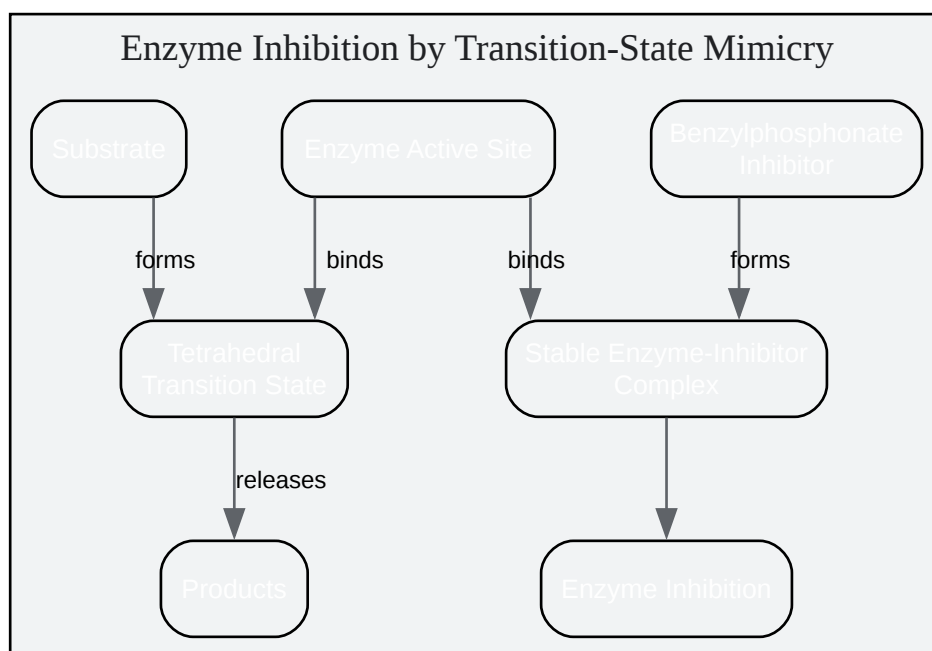 Enzyme Inhibition by Transition-State Mimicry
Substrate
Enzyme Active Site
Benzylphosphonate
Inhibitor
forms
binds
binds
forms
Tetrahedral
Transition State
Stable Enzyme-Inhibitor
Complex
releases
Products
Enzyme Inhibition